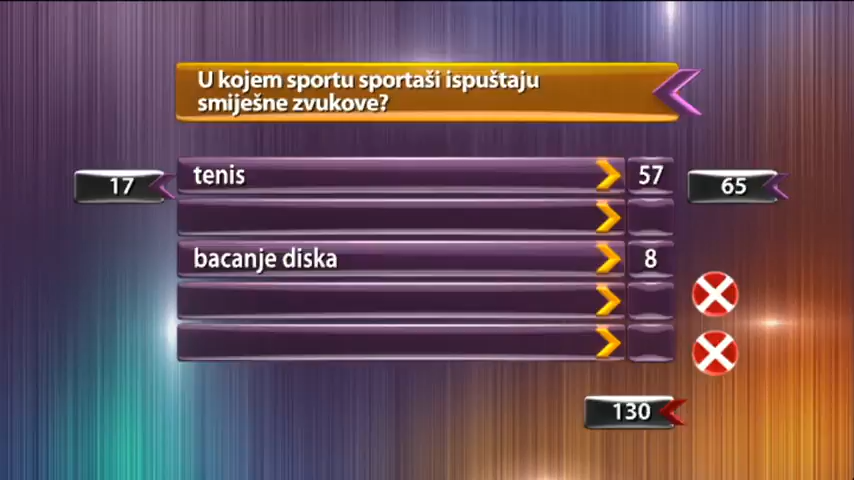 U kojem sportu sportaši ispuštaju
smiješne zvukove?
17
tenis 57
65
bacanje diska 8
130